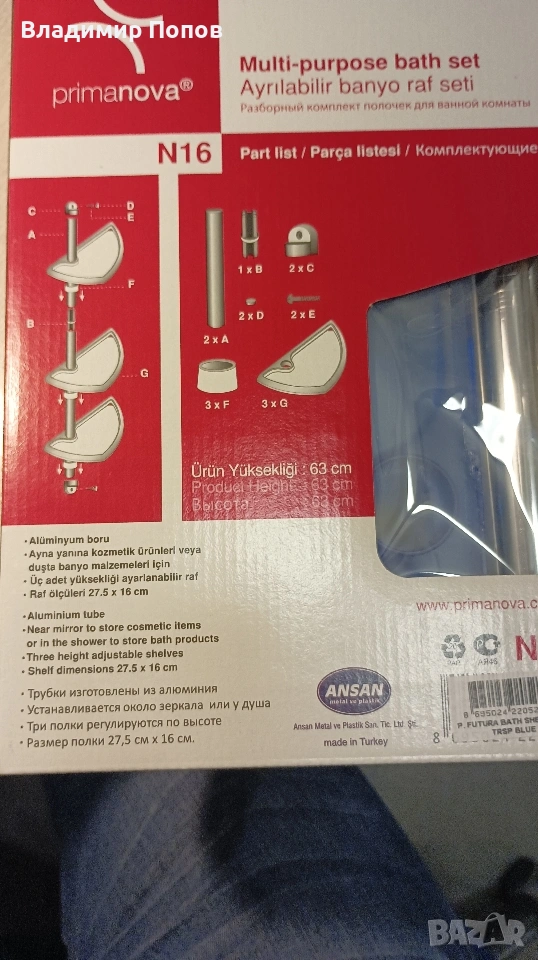 Владимир Попов
primanova®
Multi-purpose bath set
Ayrılabilir banyo raf seti
Разборный комплект полочек для ванной комнаты
N16
Part list / Parça listesi / Комплектующие
C
D
E
A
F
B
G
1 x B
2 x C
2 x A
2 x D
2 x E
3 x F
3 x G
Ürün Yüksekliği : 63 cm
Product Height : 63 cm
Высота : 63 cm
• Alüminyum boru
• Ayna yanına kozmetik ürünleri veya
duşta banyo malzemeleri için
• Üç adet yüksekliği ayarlanabilir raf
• Raf ölçüleri 27.5 x 16 cm
• Aluminium tube
• Near mirror to store cosmetic items
or in the shower to store bath products
• Three height adjustable shelves
• Shelf dimensions 27.5 x 16 cm
• Трубки изготовлены из алюминия
• Устанавливается около зеркала или у душа
• Три полки регулируются по высоте
• Размер полки 27,5 см x 16 см.
www.primanova.c
N
ANSAN
metal ve plastik
Ansan Metal ve Plastik San. Tic. Ltd. Şti.
made in Turkey
P. FUTURA BATH SHE
TRSP BLUE
8
BAZAR